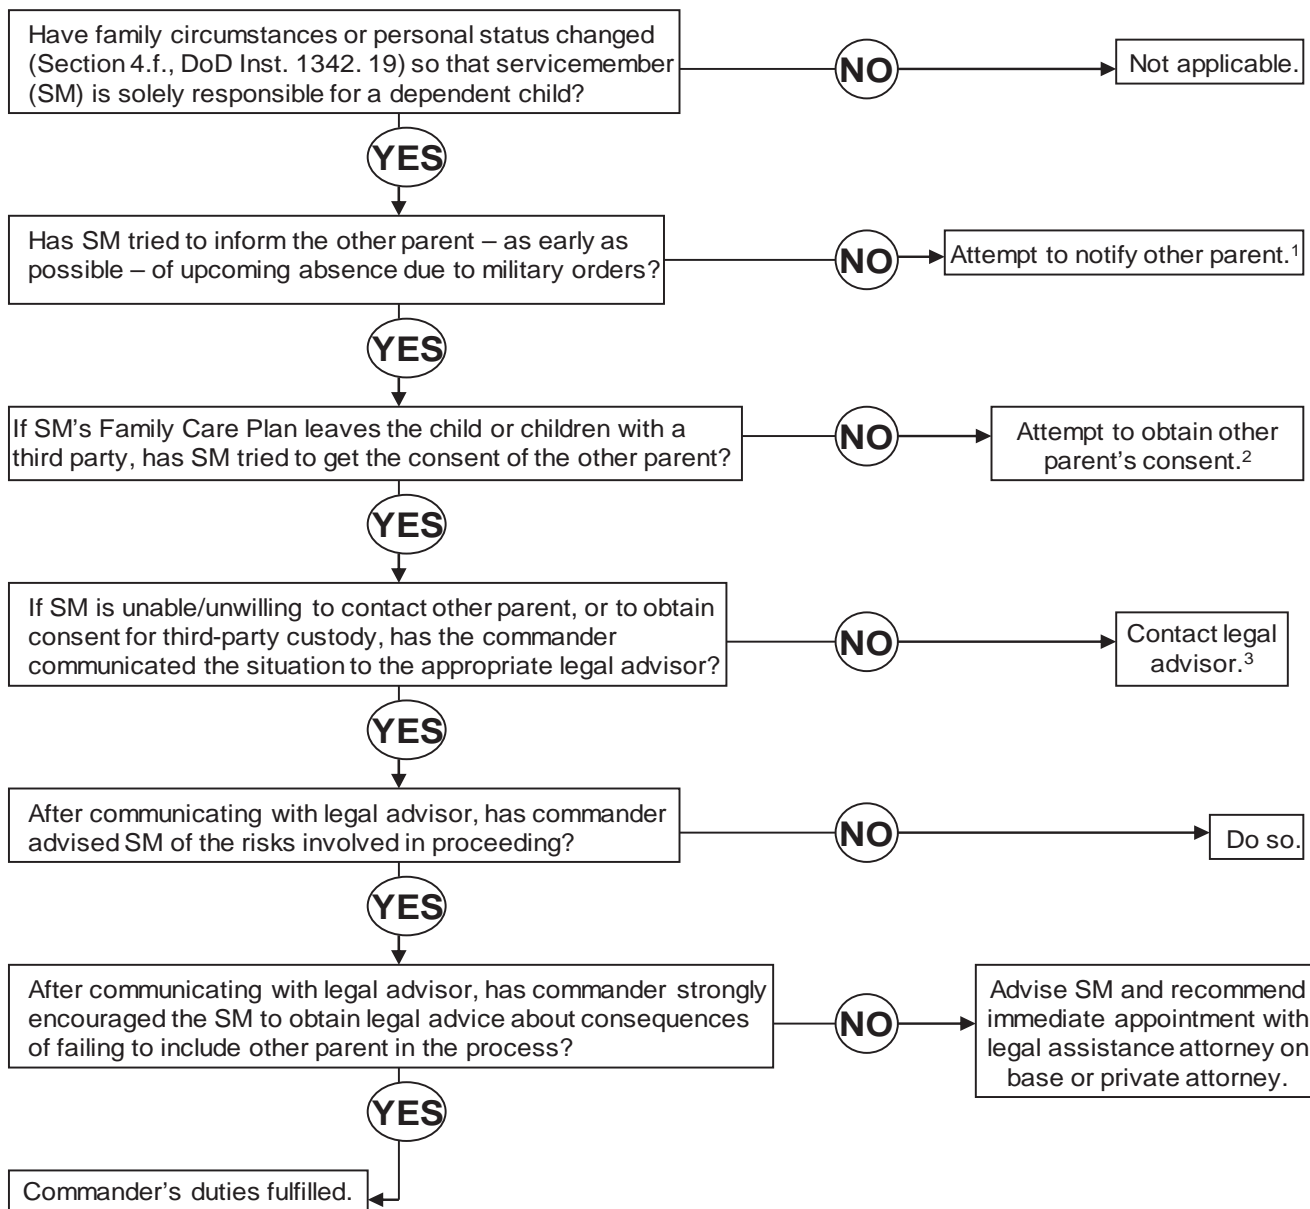 Have family circumstances or personal status changed
(Section 4.f., DoD Inst. 1342. 19) so that servicemember
(SM) is solely responsible for a dependent child?
NO
Not applicable.
YES
Has SM tried to inform the other parent – as early as
possible – of upcoming absence due to military orders?
NO
Attempt to notify other parent.¹
YES
If SM's Family Care Plan leaves the child or children with a
third party, has SM tried to get the consent of the other parent?
NO
Attempt to obtain other
parent's consent.²
YES
If SM is unable/unwilling to contact other parent, or to obtain
consent for third-party custody, has the commander
communicated the situation to the appropriate legal advisor?
NO
Contact legal
advisor.³
YES
After communicating with legal advisor, has commander
advised SM of the risks involved in proceeding?
NO
Do so.
YES
After communicating with legal advisor, has commander strongly
encouraged the SM to obtain legal advice about consequences
of failing to include other parent in the process?
NO
Advise SM and recommend
immediate appointment with
legal assistance attorney on
base or private attorney.
YES
Commander's duties fulfilled.